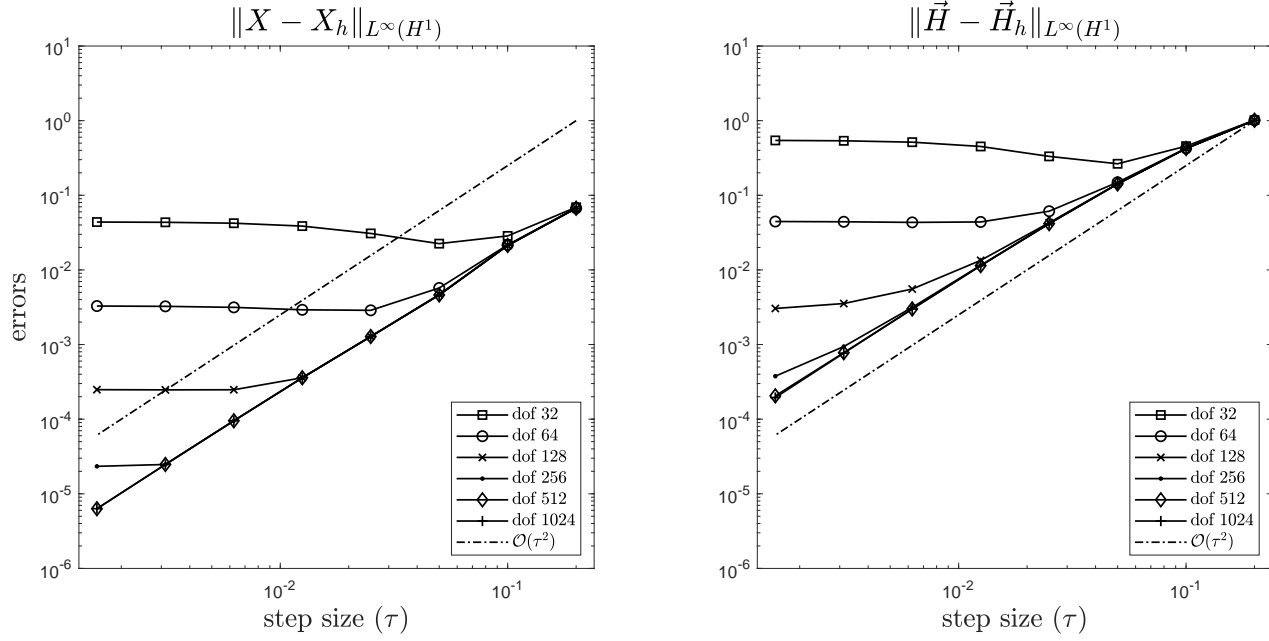 ‖X − X_h‖_{L^∞(H^1)}
10^1
10^0
10^-1
10^-2
10^-3
10^-4
10^-5
10^-6
errors
10^-2
10^-1
step size (τ)
dof 32
dof 64
dof 128
dof 256
dof 512
dof 1024
𝒪(τ^2)
‖H⃗ − H⃗_h‖_{L^∞(H^1)}
10^1
10^0
10^-1
10^-2
10^-3
10^-4
10^-5
10^-6
10^-2
10^-1
step size (τ)
dof 32
dof 64
dof 128
dof 256
dof 512
dof 1024
𝒪(τ^2)